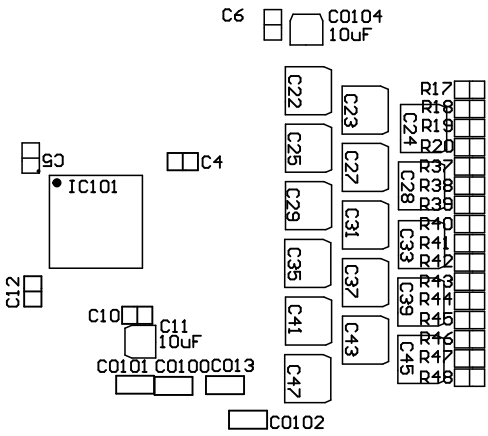 C6
C0104
10uF
C22
C23
R17
R18
C24
R19
R20
C25
C5
C4
C27
R37
IC101
C28
R38
R39
C29
C31
R40
C33
R41
R42
C35
C37
R43
C12
C39
R44
R45
C10
C11
10uF
C41
C43
R46
C45
R47
R48
C0101
C0100
C013
C47
C0102